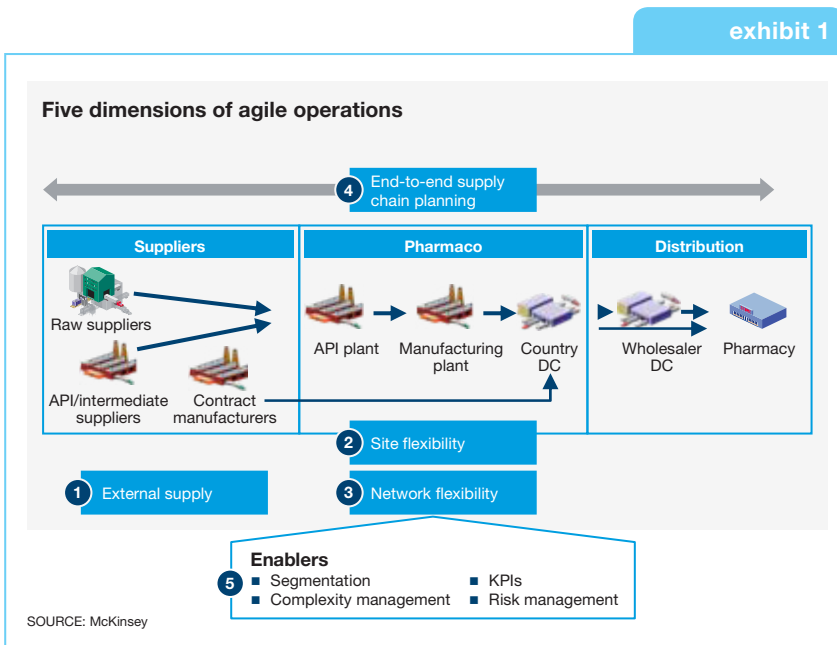 exhibit 1
Five dimensions of agile operations
4
End-to-end supply
chain planning
Suppliers
Pharmaco
Distribution
Raw suppliers
API/intermediate
suppliers
Contract
manufacturers
API plant
Manufacturing
plant
Country
DC
Wholesaler
DC
Pharmacy
2 Site flexibility
1 External supply
3 Network flexibility
5
Enablers
■ Segmentation
■ Complexity management
■ KPIs
■ Risk management
SOURCE: McKinsey